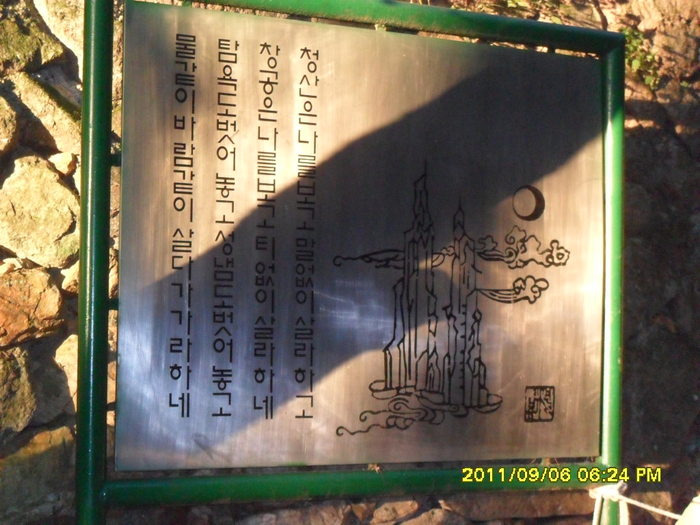 청산은 나를보고 말없이 살라하고
창공은 나를보고 티없이 살라하네
탐욕도 벗어놓고 성냄도 벗어놓고
물같이 바람같이 살다가 가라하네
2011/09/06 06:24 PM